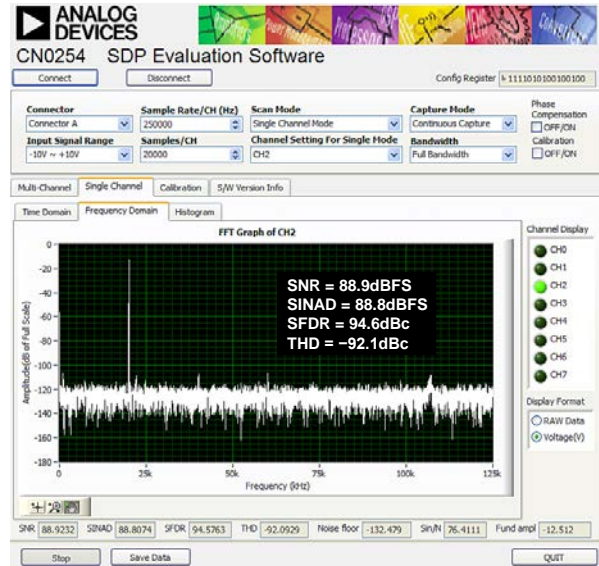 ANALOG
DEVICES
CN0254 SDP Evaluation Software
Connect Disconnect Config Register 1111010100100100
Connector Sample Rate/CH (Hz) Scan Mode Capture Mode Phase Compensation
Connector A 250000 Single Channel Mode Continuous Capture OFF/ON
Input Signal Range Samples/CH Channel Setting For Single Mode Bandwidth Calibration
-10V ~ +10V 20000 CH2 Full Bandwidth OFF/ON
Multi-Channel Single Channel Calibration S/W Version Info
Time Domain Frequency Domain Histogram
FFT Graph of CH2
Channel Display
CH0
CH1
CH2
CH3
CH4
CH5
CH6
CH7
Display Format
RAW Data
Voltage(V)
Amplitude(dB of Full Scale)
0
-20
-40
-60
-80
-100
-120
-140
-160
-180
SNR = 88.9dBFS
SINAD = 88.8dBFS
SFDR = 94.6dBc
THD = −92.1dBc
0 25k 50k 75k 100k 125k
Frequency (kHz)
SNR 88.9232 SINAD 88.8074 SFDR 94.5763 THD -92.0929 Noise floor -132.479 Sin/N 76.4111 Fund ampl -12.512
Stop Save Data QUIT